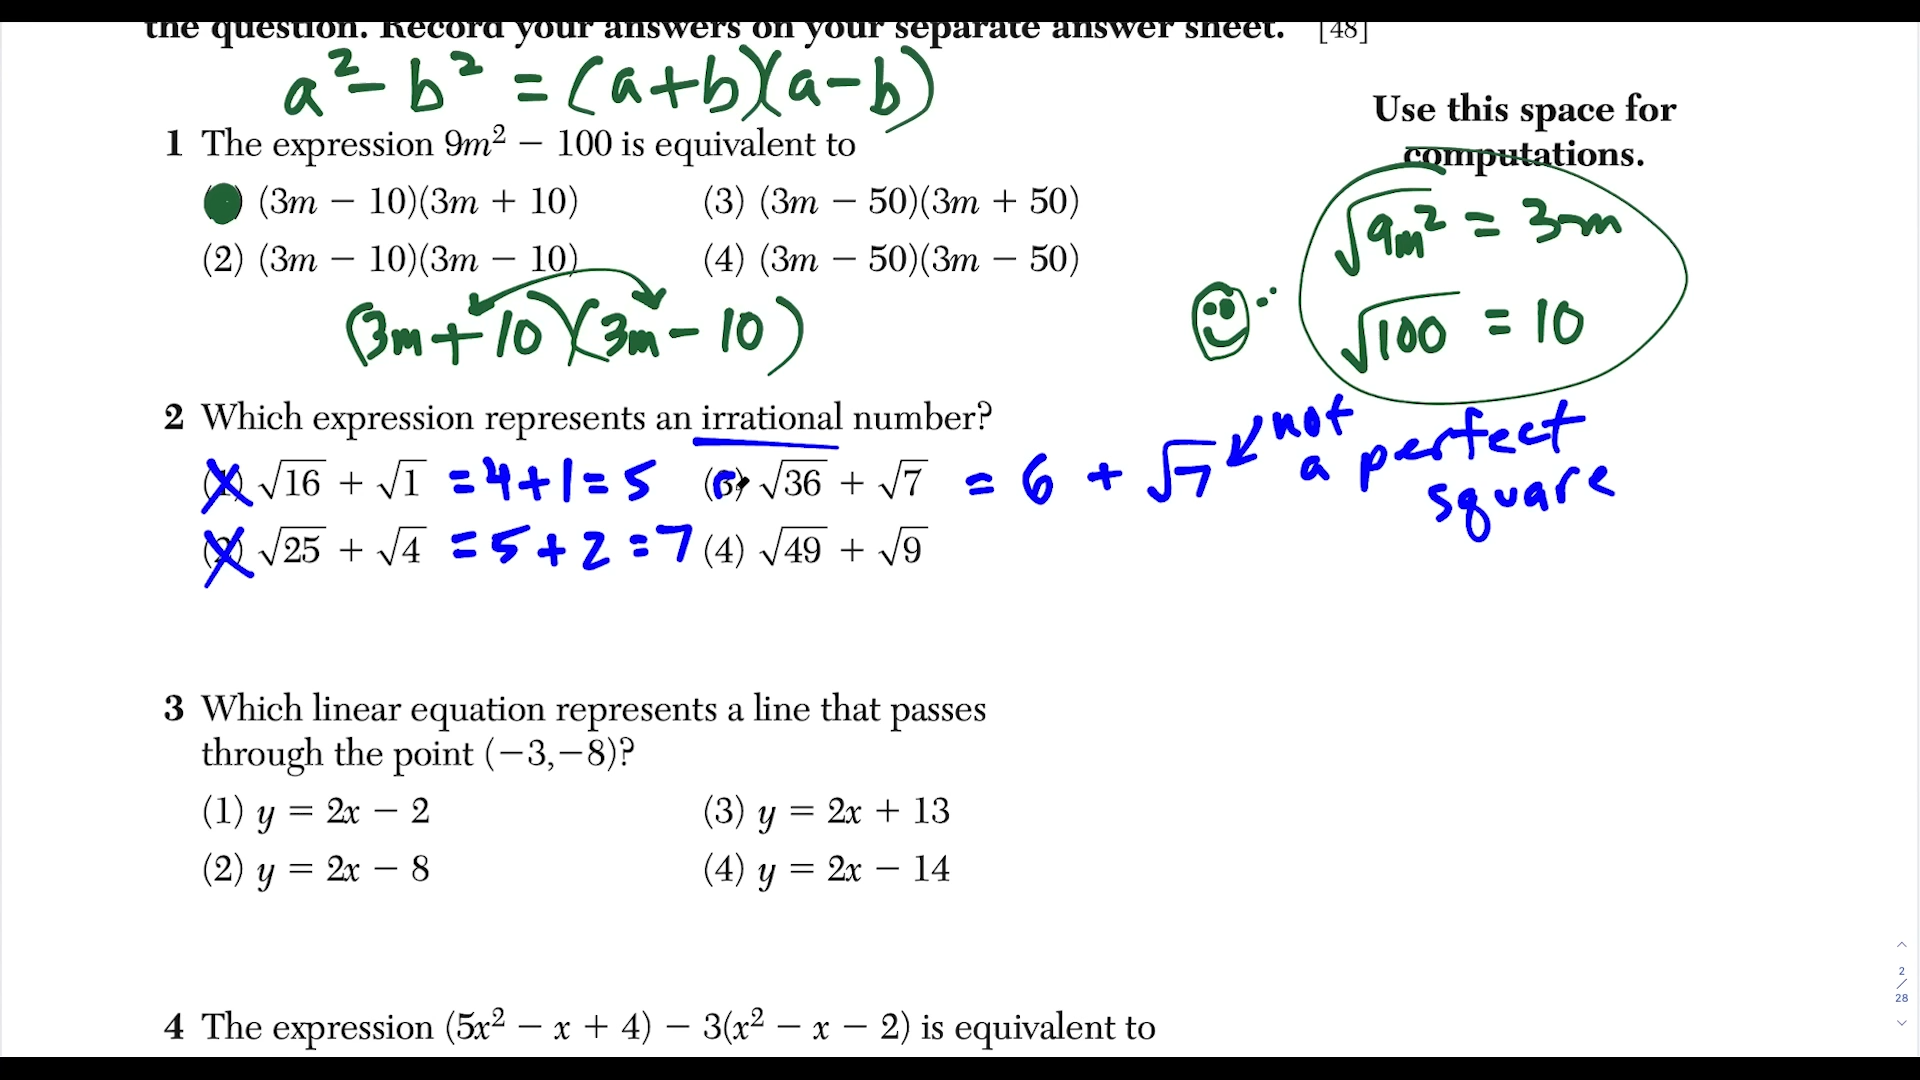 the question. Record your answers on your separate answer sheet. [48]
a² − b² = (a+b)(a−b)
Use this space for
computations.
1 The expression 9m² − 100 is equivalent to
(3m − 10)(3m + 10) (3) (3m − 50)(3m + 50)
(2) (3m − 10)(3m − 10) (4) (3m − 50)(3m − 50)
√9m² = 3m
√100 = 10
(3m+10)(3m−10)
2 Which expression represents an irrational number?
not
a perfect
square
(1) √16 + √1 = 4+1 = 5 (3) √36 + √7 = 6 + √7
(2) √25 + √4 = 5+2 = 7 (4) √49 + √9
3 Which linear equation represents a line that passes
through the point (−3,−8)?
(1) y = 2x − 2 (3) y = 2x + 13
(2) y = 2x − 8 (4) y = 2x − 14
2
/
28
4 The expression (5x² − x + 4) − 3(x² − x − 2) is equivalent to